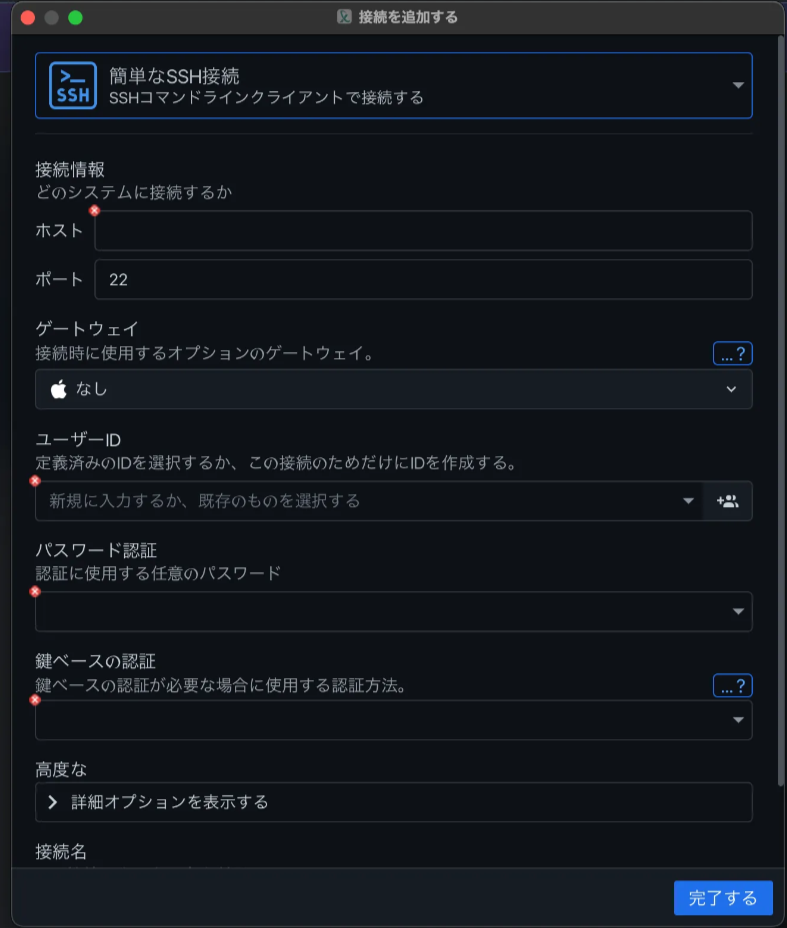 接続を追加する
>_ SSH
簡単なSSH接続
SSHコマンドラインクライアントで接続する
接続情報
どのシステムに接続するか
ホスト
ポート 22
ゲートウェイ
接続時に使用するオプションのゲートウェイ。
...?
なし
ユーザーID
定義済みのIDを選択するか、この接続のためだけにIDを作成する。
新規に入力するか、既存のものを選択する
パスワード認証
認証に使用する任意のパスワード
鍵ベースの認証
鍵ベースの認証が必要な場合に使用する認証方法。
...?
高度な
詳細オプションを表示する
接続名
完了する